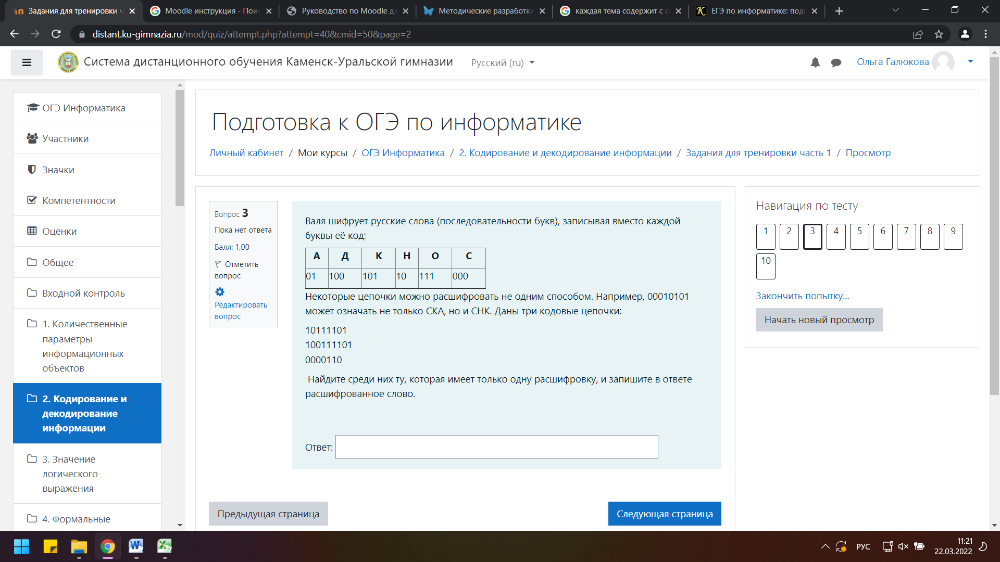 Задания для тренировки ч
Moodle инструкция - Пои
Руководство по Moodle дл
Методические разработки
каждая тема содержит с с
ЕГЭ по информатике: под
distant.ku-gimnazia.ru/mod/quiz/attempt.php?attempt=40&cmid=50&page=2
Система дистанционного обучения Каменск-Уральской гимназии
Русский (ru)
Ольга Галюкова
ОГЭ Информатика
Участники
Значки
Компетентности
Оценки
Общее
Входной контроль
1. Количественные
параметры
информационных
объектов
2. Кодирование и
декодирование
информации
3. Значение
логического
выражения
4. Формальные
Подготовка к ОГЭ по информатике
Личный кабинет / Мои курсы / ОГЭ Информатика / 2. Кодирование и декодирование информации / Задания для тренировки часть 1 / Просмотр
Вопрос 3
Пока нет ответа
Балл: 1,00
Отметить
вопрос
Редактировать
вопрос
Валя шифрует русские слова (последовательности букв), записывая вместо каждой
буквы её код:
А Д К Н О С
01 100 101 10 111 000
Некоторые цепочки можно расшифровать не одним способом. Например, 00010101
может означать не только СКА, но и СНК. Даны три кодовые цепочки:
10111101
100111101
0000110
Найдите среди них ту, которая имеет только одну расшифровку, и запишите в ответе
расшифрованное слово.
Ответ:
Предыдущая страница
Следующая страница
Навигация по тесту
1 2 3 4 5 6 7 8 9
10
Закончить попытку...
Начать новый просмотр
РУС
11:21
22.03.2022